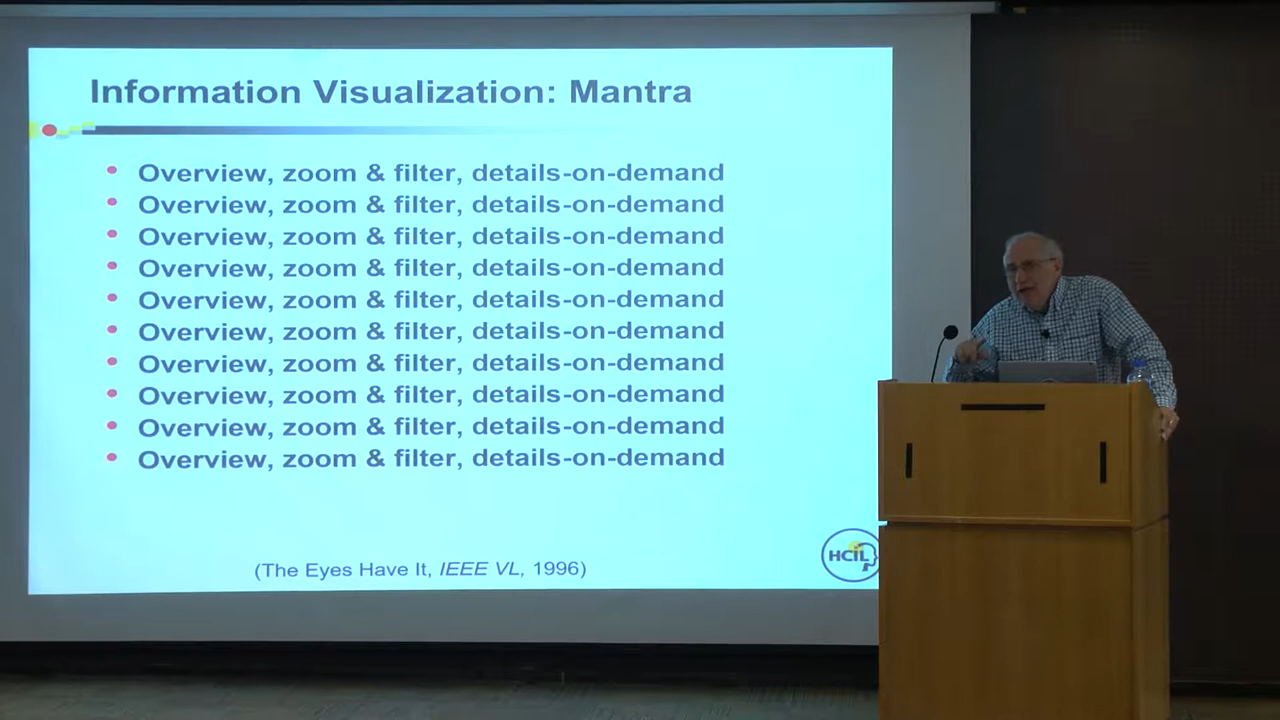 Information Visualization: Mantra
• Overview, zoom & filter, details-on-demand
• Overview, zoom & filter, details-on-demand
• Overview, zoom & filter, details-on-demand
• Overview, zoom & filter, details-on-demand
• Overview, zoom & filter, details-on-demand
• Overview, zoom & filter, details-on-demand
• Overview, zoom & filter, details-on-demand
• Overview, zoom & filter, details-on-demand
• Overview, zoom & filter, details-on-demand
• Overview, zoom & filter, details-on-demand
(The Eyes Have It, IEEE VL, 1996)
HCIL